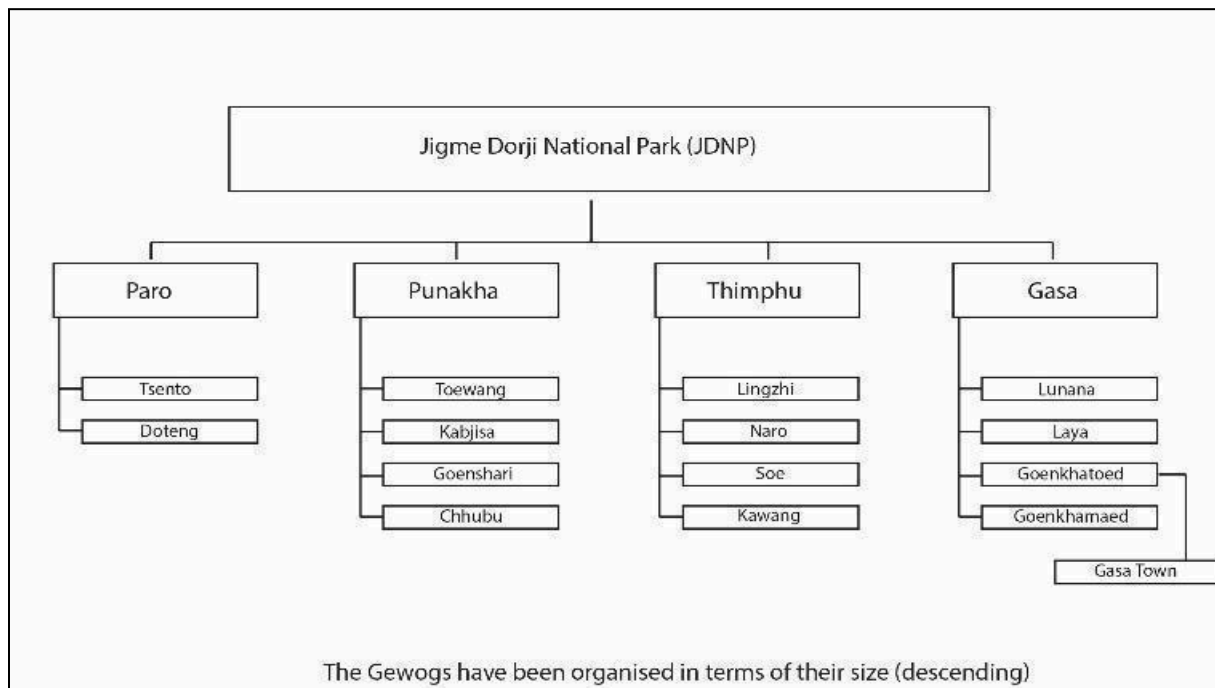 Jigme Dorji National Park (JDNP)
Paro
Tsento
Doteng
Punakha
Toewang
Kabjisa
Goenshari
Chhubu
Thimphu
Lingzhi
Naro
Soe
Kawang
Gasa
Lunana
Laya
Goenkhatoed
Goenkhamaed
Gasa Town
The Gewogs have been organised in terms of their size (descending)